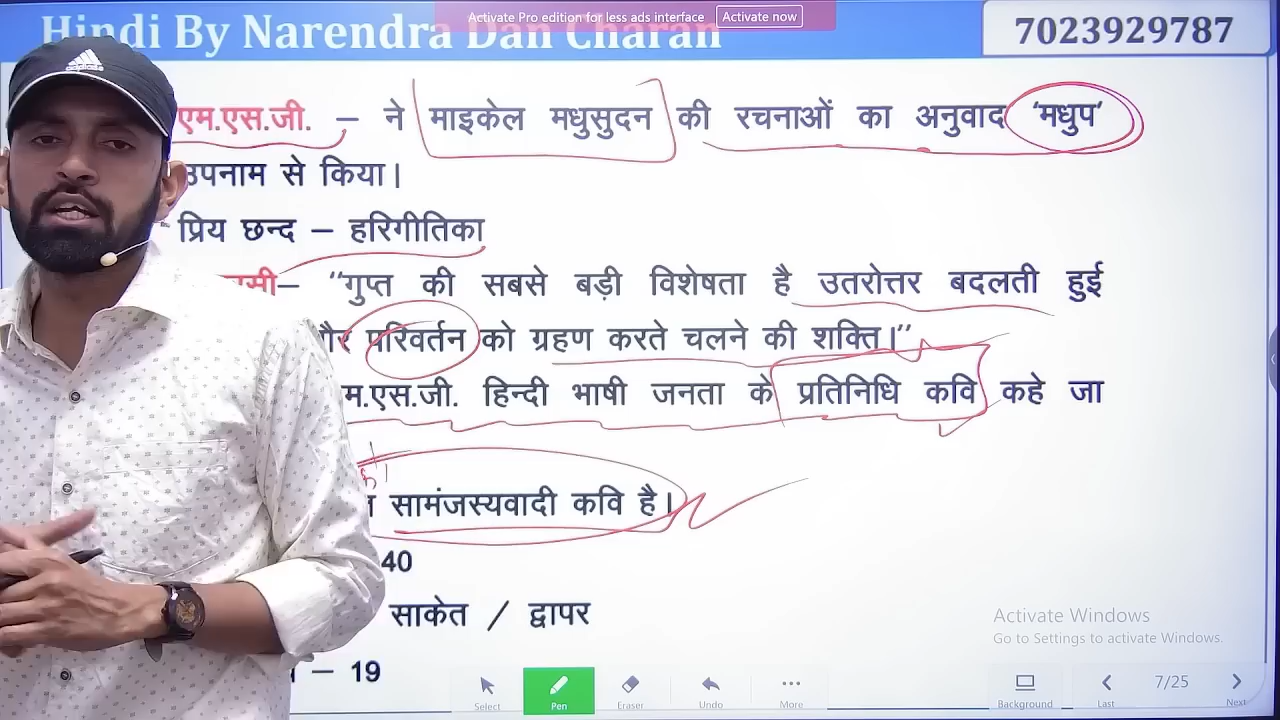 Hindi By Narendra Dan Charan
7023929787
Activate Pro edition for less ads interface
Activate now
एम.एस.जी. – ने माइकेल मधुसुदन की रचनाओं का अनुवाद 'मधुप'
उपनाम से किया।
प्रिय छन्द – हरिगीतिका
– "गुप्त की सबसे बड़ी विशेषता है उतरोत्तर बदलती हुई
परिवर्तन को ग्रहण करते चलने की शक्ति।"
म.एस.जी. हिन्दी भाषी जनता के प्रतिनिधि कवि कहे जा
सामंजस्यवादी कवि है।
40
साकेत / द्वापर
– 19
Activate Windows
Go to Settings to activate Windows.
Select
Pen
Eraser
Undo
More
Background
Last
7/25
Next